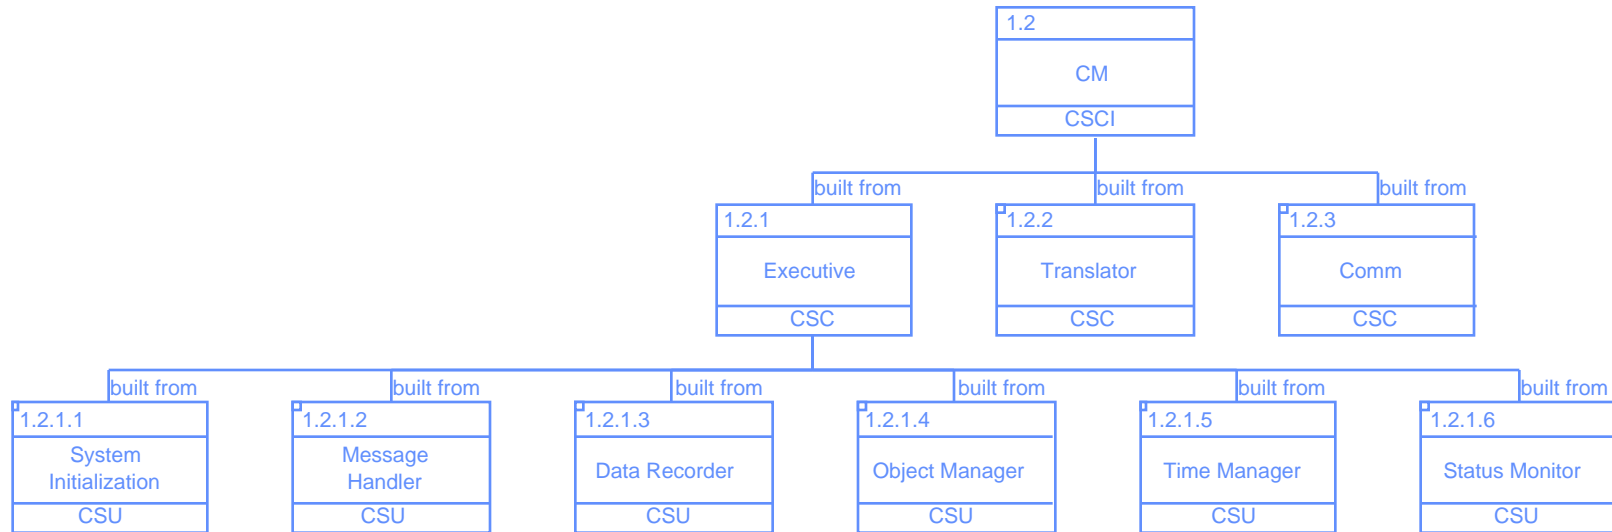 1.2
CM
CSCI
built from
built from
built from
1.2.1
1.2.2
1.2.3
Executive
Translator
Comm
CSC
CSC
CSC
built from
built from
built from
built from
built from
built from
1.2.1.1
1.2.1.2
1.2.1.3
1.2.1.4
1.2.1.5
1.2.1.6
System
Initialization
Message
Handler
Data Recorder
Object Manager
Time Manager
Status Monitor
CSU
CSU
CSU
CSU
CSU
CSU